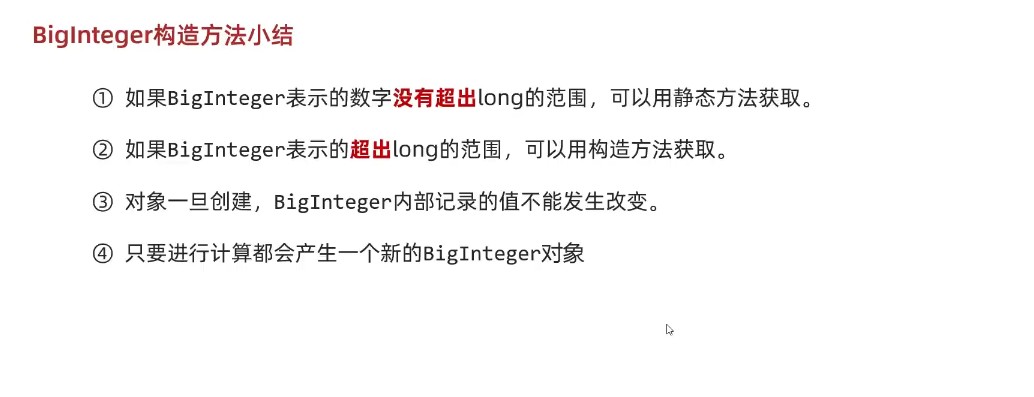 BigInteger构造方法小结
① 如果BigInteger表示的数字没有超出long的范围，可以用静态方法获取。
② 如果BigInteger表示的超出long的范围，可以用构造方法获取。
③ 对象一旦创建，BigInteger内部记录的值不能发生改变。
④ 只要进行计算都会产生一个新的BigInteger对象